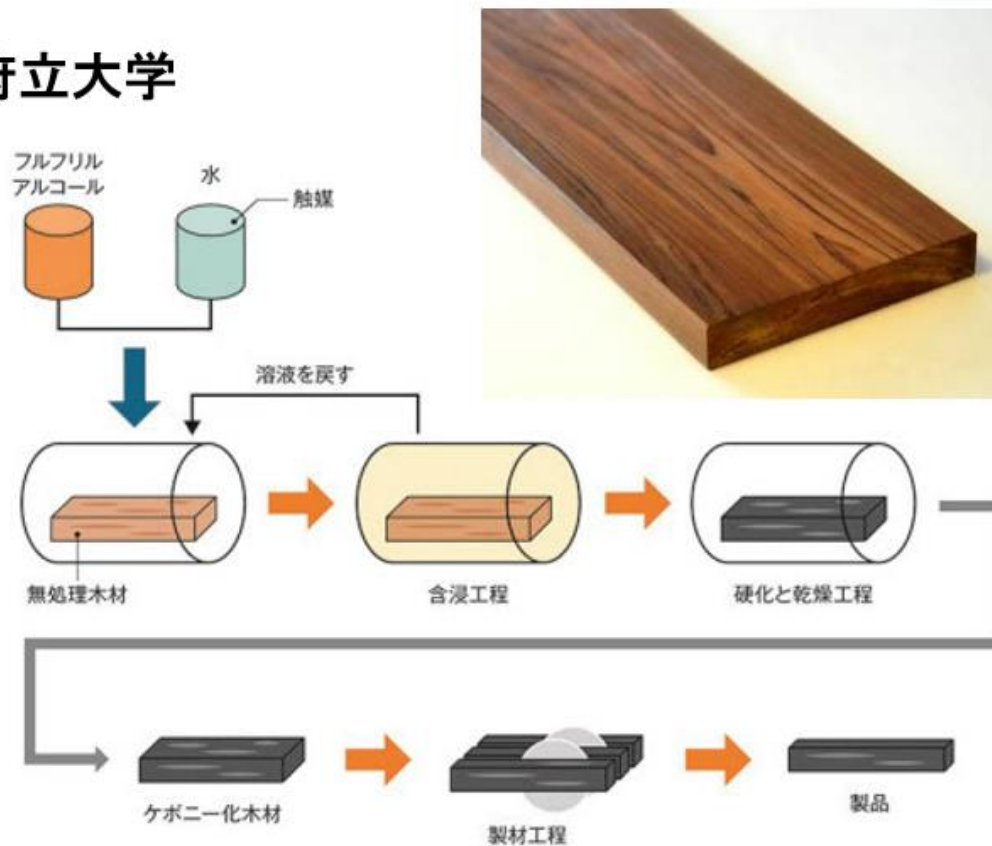 府立大学
フルフリル
アルコール
水
触媒
溶液を戻す
無処理木材
含浸工程
硬化と乾燥工程
ケボニー化木材
製材工程
製品